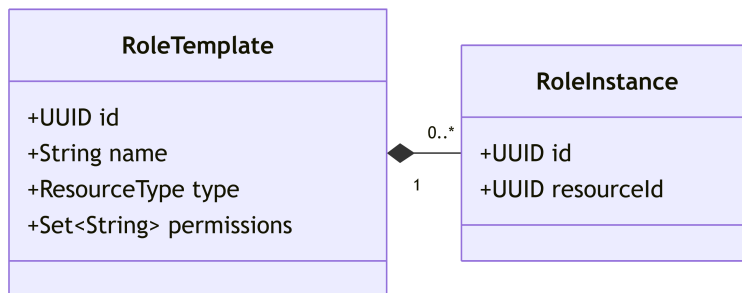 RoleTemplate
+UUID id
+String name
+ResourceType type
+Set<String> permissions
0..*
1
RoleInstance
+UUID id
+UUID resourceId